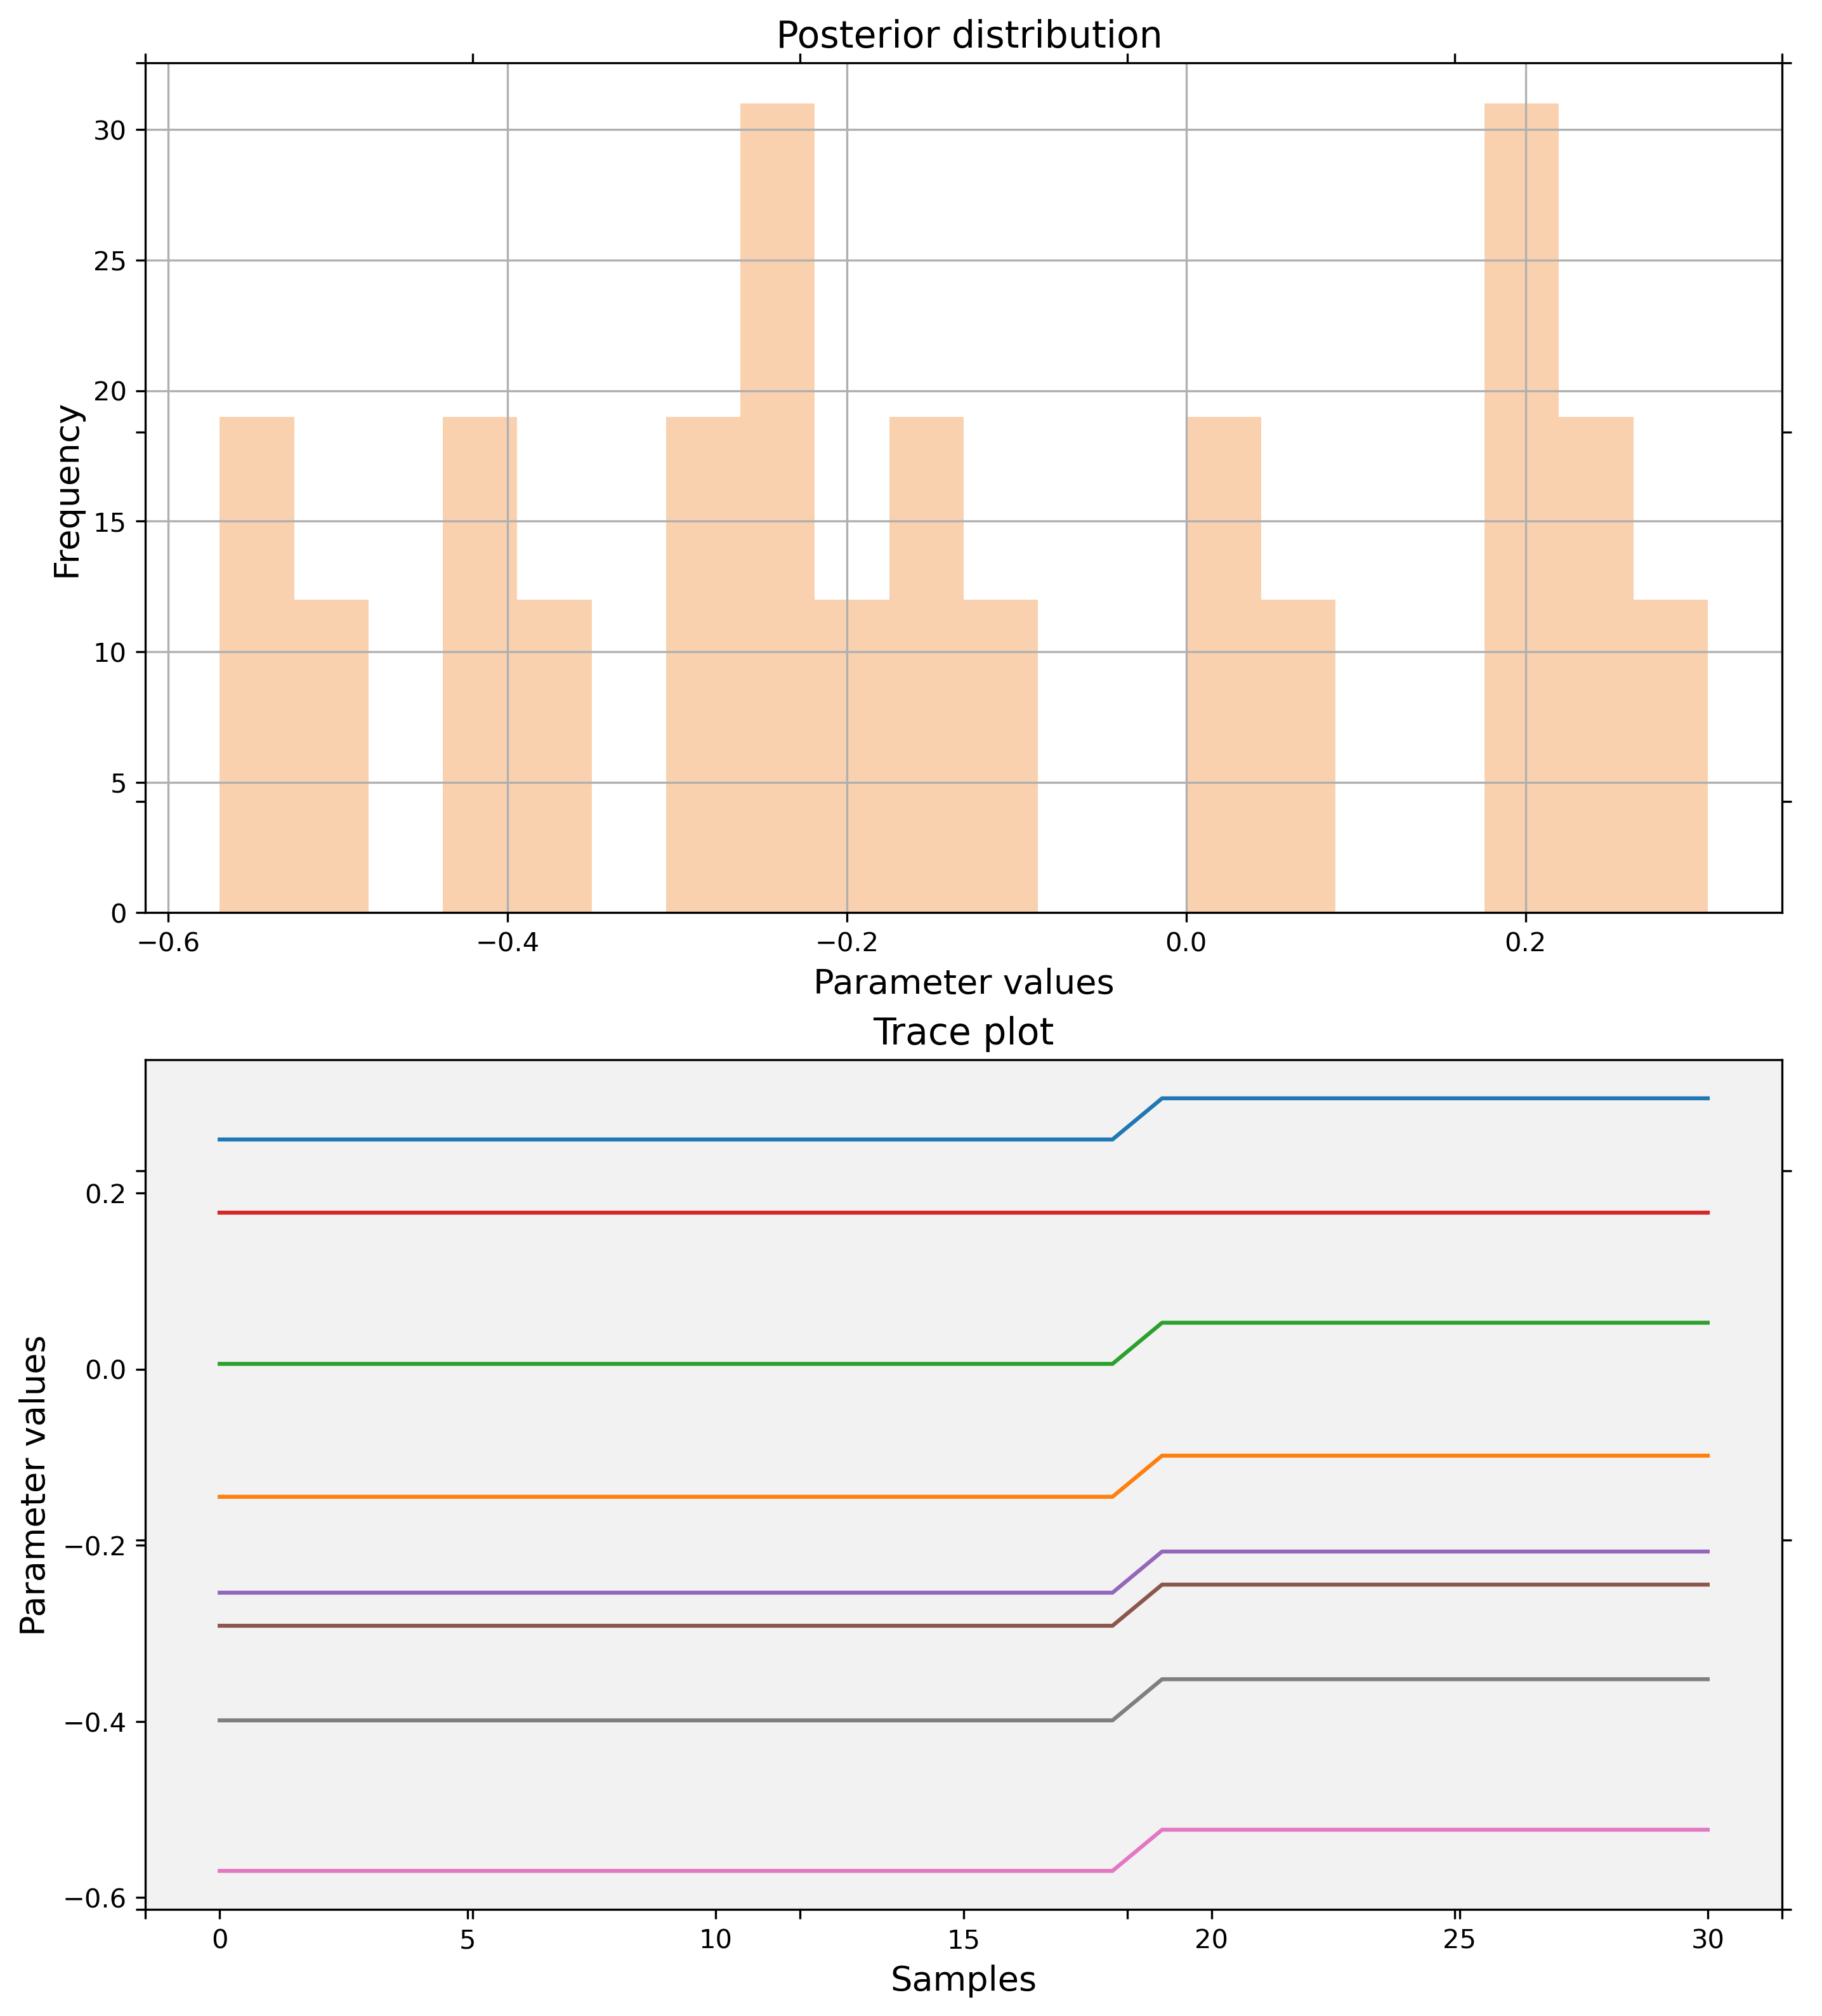 Posterior distribution
30
25
20
15
10
5
0
Frequency
−0.6 −0.4 −0.2 0.0 0.2
Parameter values
Trace plot
0.2
0.0
−0.2
−0.4
−0.6
Parameter values
0 5 10 15 20 25 30
Samples